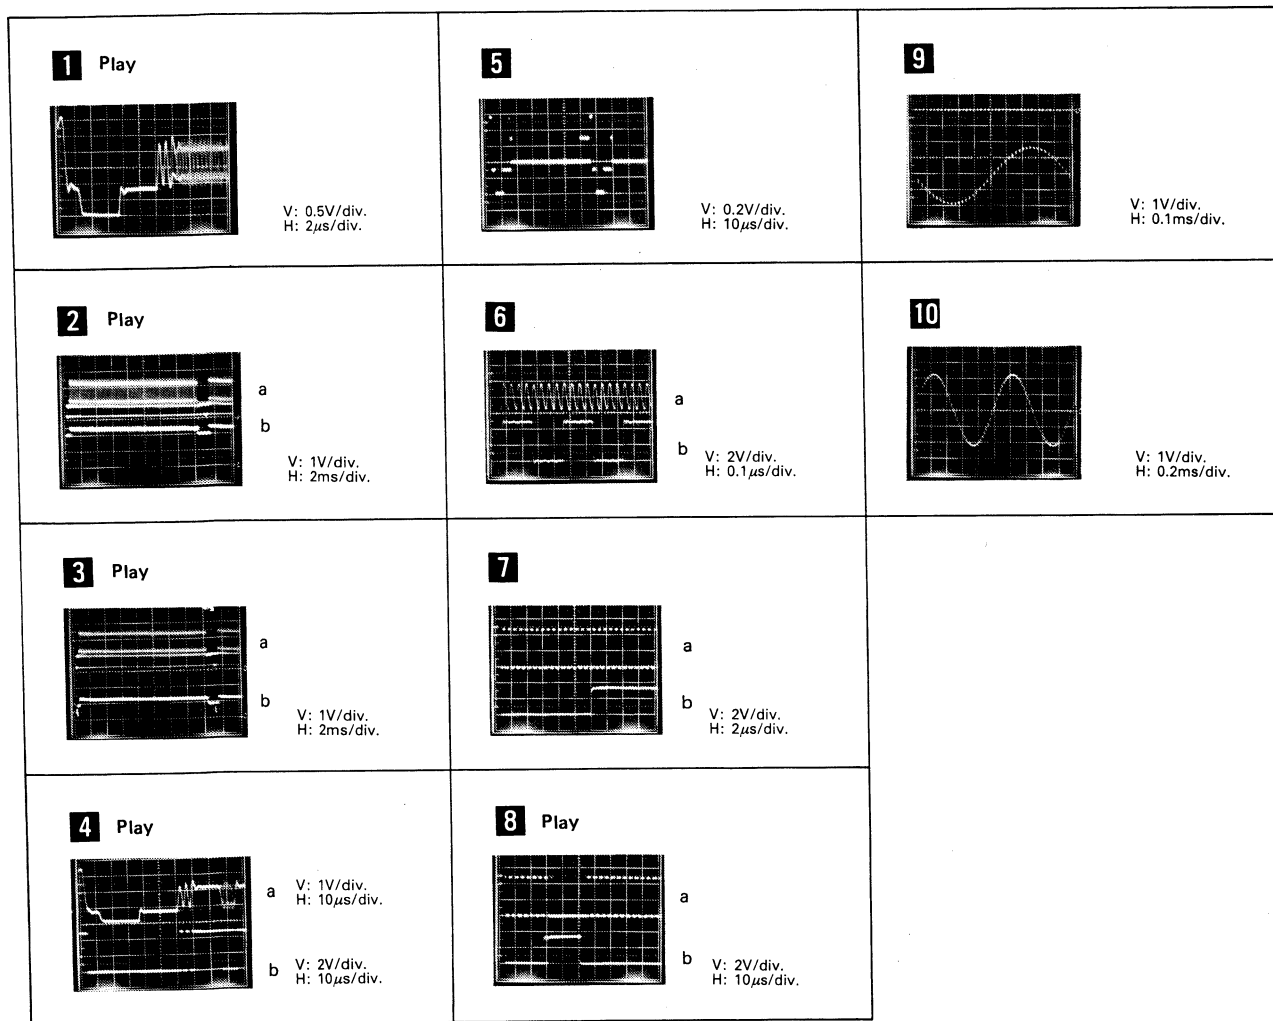 1 Play
V: 0.5V/div.
H: 2μs/div.
2 Play
a
b
V: 1V/div.
H: 2ms/div.
3 Play
a
b
V: 1V/div.
H: 2ms/div.
4 Play
a V: 1V/div.
H: 10μs/div.
b V: 2V/div.
H: 10μs/div.
5
V: 0.2V/div.
H: 10μs/div.
6
a
b
V: 2V/div.
H: 0.1μs/div.
7
a
b
V: 2V/div.
H: 2μs/div.
8 Play
a
b
V: 2V/div.
H: 10μs/div.
9
V: 1V/div.
H: 0.1ms/div.
10
V: 1V/div.
H: 0.2ms/div.